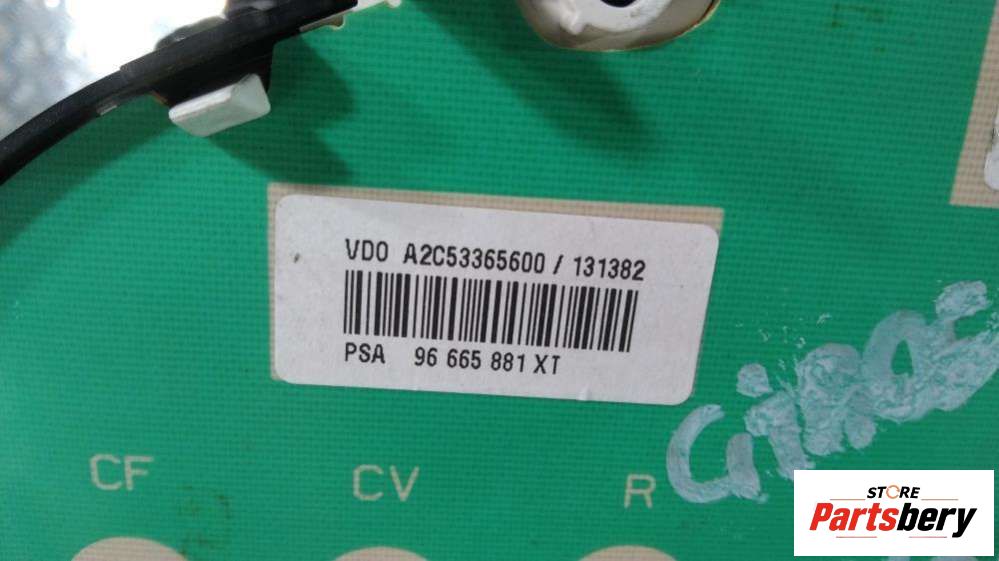 VDO A2C53365600 / 131382
PSA 96 665 881 XT
CF CV R
STORE
Partsbery